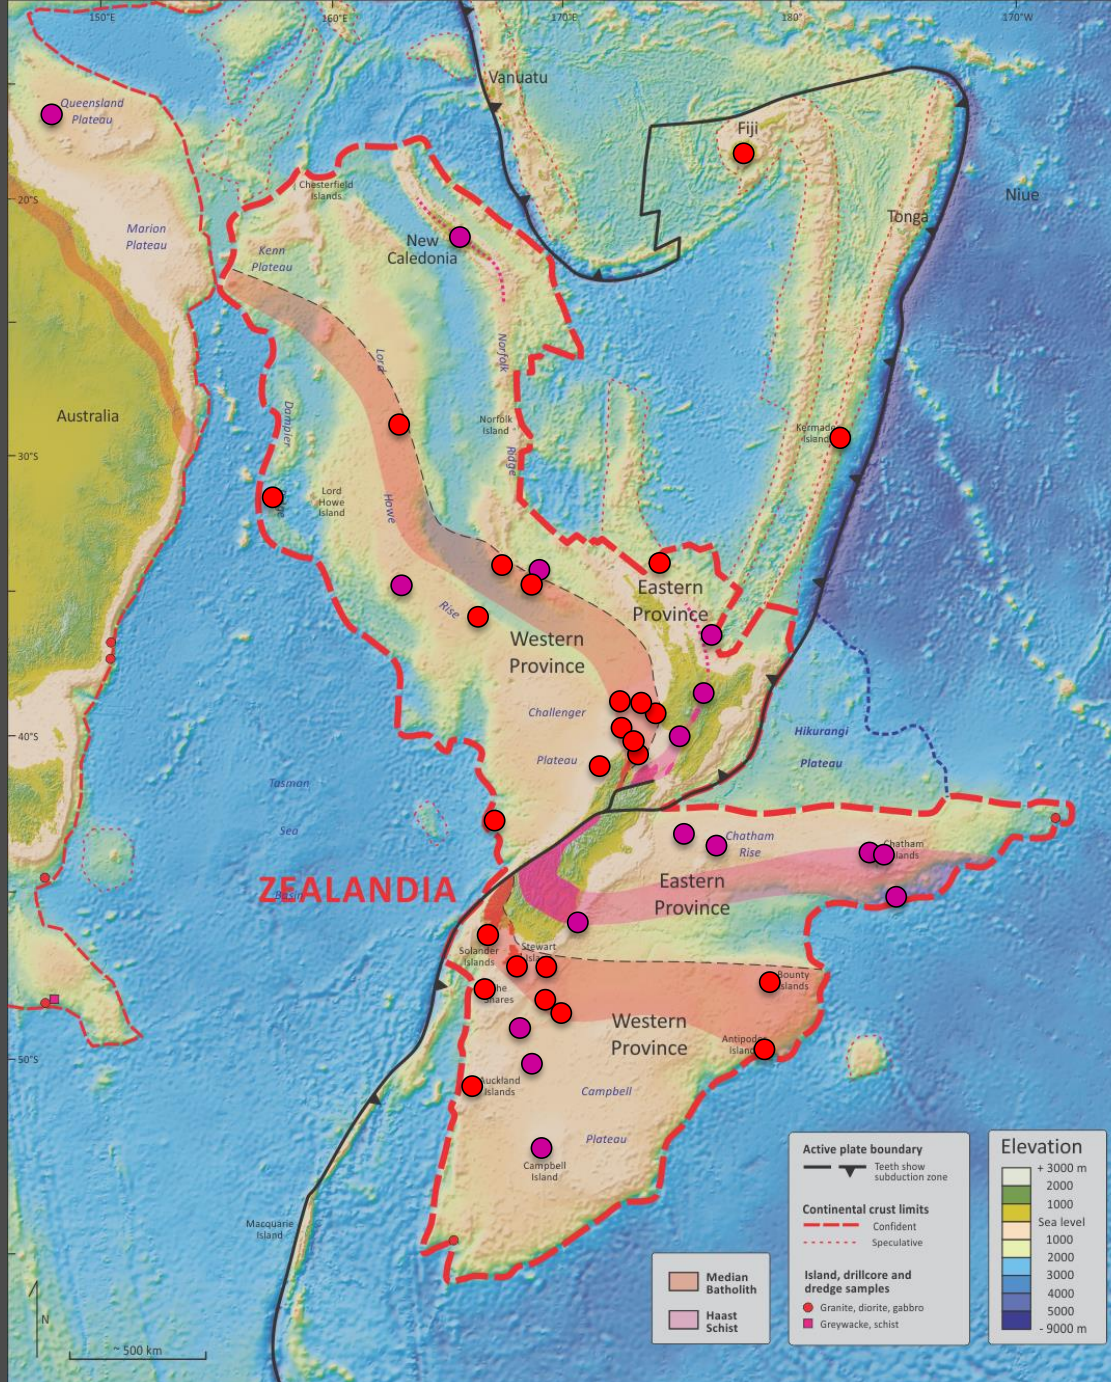 150°E
160°E
170°E
180°
170°W
20°S
30°S
40°S
50°S
Queensland
Plateau
Vanuatu
Fiji
Niue
Tonga
Chesterfield
Islands
Marion
Plateau
Kenn
Plateau
New
Caledonia
Lord
Howe
Rise
Norfolk
Ridge
Norfolk
Island
Dampier
Australia
Lord
Howe
Island
Eastern
Province
Western
Province
Challenger
Plateau
Hikurangi
Plateau
Tasman
Sea
Basin
ZEALANDIA
Chatham
Rise
Eastern
Province
Solander
Islands
Stewart
Bounty
Islands
Western
Province
Auckland
Islands
Campbell
Plateau
Campbell
Island
Macquarie
Island
N
~ 500 km
Median
Batholith
Haast
Schist
Active plate boundary
Teeth show
subduction zone
Continental crust limits
Confident
Speculative
Island, drillcore and
dredge samples
Granite, diorite, gabbro
Greywacke, schist
Elevation
+ 3000 m
2000
1000
Sea level
1000
2000
3000
4000
5000
- 9000 m